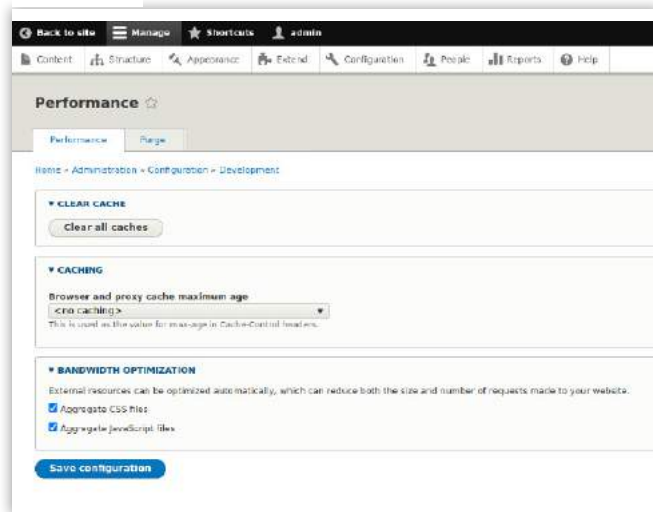 Back to site Manage Shortcuts admin
Content Structure Appearance Extend Configuration People Reports Help
Performance
Performance Purge
Home » Administration » Configuration » Development
▼ CLEAR CACHE
Clear all caches
▼ CACHING
Browser and proxy cache maximum age
<no caching>
This is used as the value for max-age in Cache-Control headers.
▼ BANDWIDTH OPTIMIZATION
External resources can be optimized automatically, which can reduce both the size and number of requests made to your website.
Aggregate CSS files
Aggregate JavaScript files
Save configuration